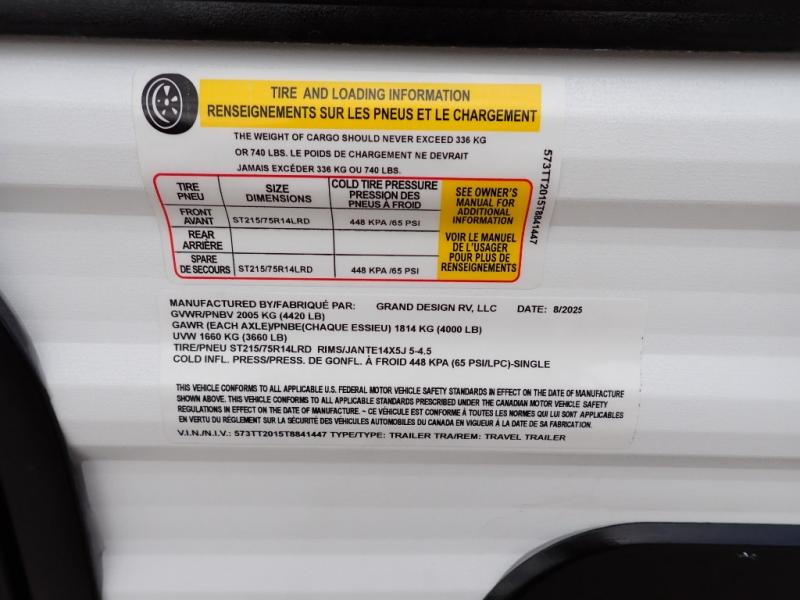 TIRE AND LOADING INFORMATION
RENSEIGNEMENTS SUR LES PNEUS ET LE CHARGEMENT
THE WEIGHT OF CARGO SHOULD NEVER EXCEED 336 KG
OR 740 LBS. LE POIDS DE CHARGEMENT NE DEVRAIT
JAMAIS EXCÉDER 336 KG OU 740 LBS.
TIRE
PNEU
SIZE
DIMENSIONS
COLD TIRE PRESSURE
PRESSION DES
PNEUS À FROID
FRONT
AVANT
ST215/75R14LRD
448 KPA /65 PSI
REAR
ARRIÈRE
SPARE
DE SECOURS
ST215/75R14LRD
448 KPA /65 PSI
SEE OWNER'S
MANUAL FOR
ADDITIONAL
INFORMATION
VOIR LE MANUEL
DE L'USAGER
POUR PLUS DE
RENSEIGNEMENTS
573TT2015T8841447
MANUFACTURED BY/FABRIQUÉ PAR: GRAND DESIGN RV, LLC DATE: 8/2025
GVWR/PNBV 2005 KG (4420 LB)
GAWR (EACH AXLE)/PNBE(CHAQUE ESSIEU) 1814 KG (4000 LB)
UVW 1660 KG (3660 LB)
TIRE/PNEU ST215/75R14LRD RIMS/JANTE14X5J 5-4.5
COLD INFL. PRESS/PRESS. DE GONFL. À FROID 448 KPA (65 PSI/LPC)-SINGLE
THIS VEHICLE CONFORMS TO ALL APPLICABLE U.S. FEDERAL MOTOR VEHICLE SAFETY STANDARDS IN EFFECT ON THE DATE OF MANUFACTURE
SHOWN ABOVE. THIS VEHICLE CONFORMS TO ALL APPLICABLE STANDARDS PRESCRIBED UNDER THE CANADIAN MOTOR VEHICLE SAFETY
REGULATIONS IN EFFECT ON THE DATE OF MANUFACTURE. - CE VÉHICULE EST CONFORME À TOUTES LES NORMES QUI LUI SONT APPLICABLES
EN VERTU DU RÈGLEMENT SUR LA SÉCURITÉ DES VÉHICULES AUTOMOBILES DU CANADA EN VIGUEUR À LA DATE DE SA FABRICATION.
V.I.N./N.I.V.: 573TT2015T8841447 TYPE/TYPE: TRAILER TRA/REM: TRAVEL TRAILER